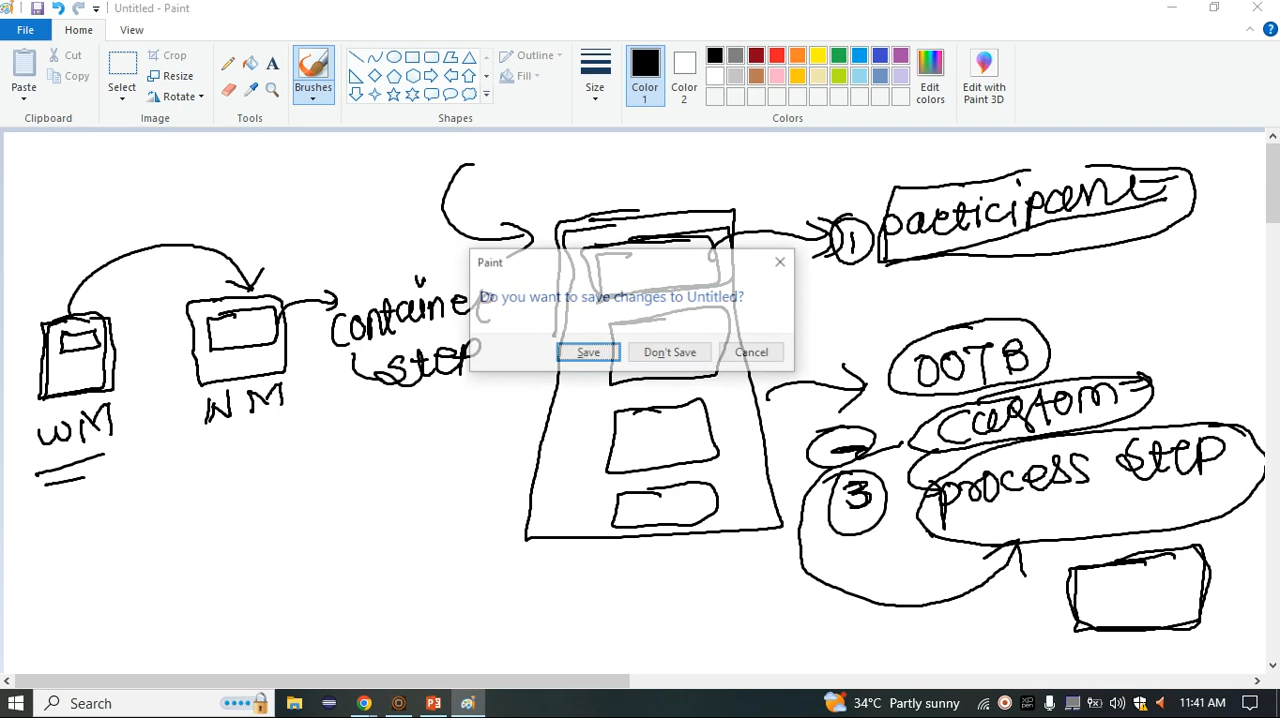 Untitled - Paint
File
Home
View
Paste
Cut
Copy
Clipboard
Select
Crop
Resize
Rotate
Image
Tools
Brushes
Shapes
Outline
Fill
Size
Color 1
Color 2
Edit colors
Edit with Paint 3D
Colors
participant
1
container
step
WM
NM
OOTB
custom
process step
3
Paint
Do you want to save changes to Untitled?
Save
Don't Save
Cancel
Search
34°C Partly sunny
11:41 AM